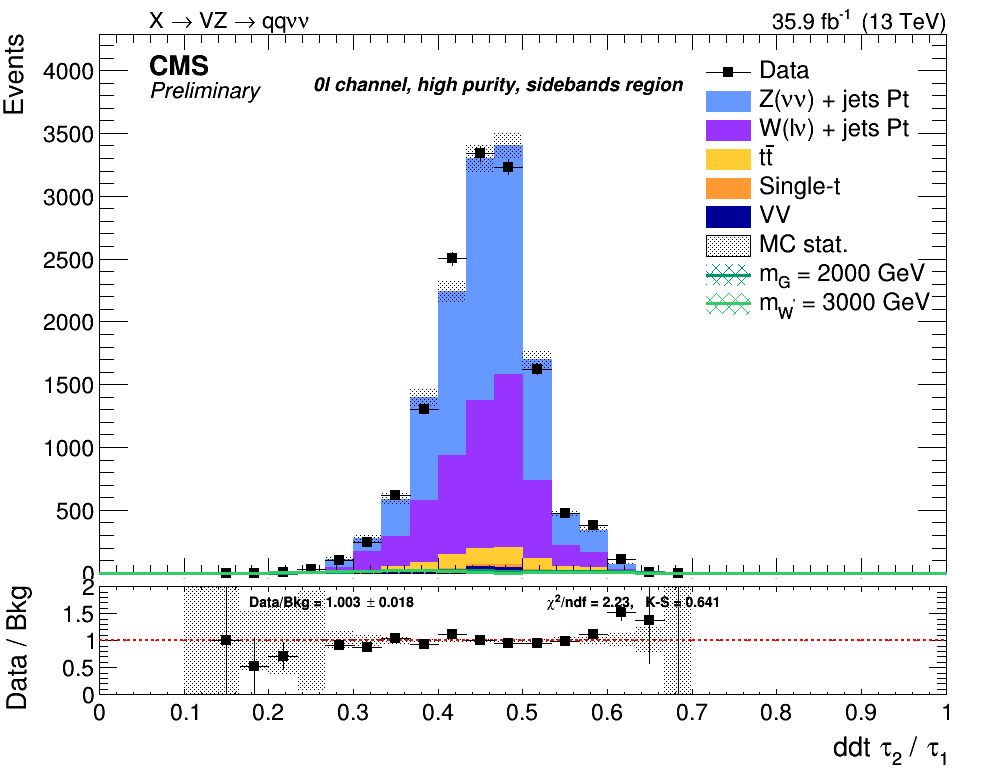 X → VZ → qqνν
35.9 fb⁻¹ (13 TeV)
Events
CMS
Preliminary
0l channel, high purity, sidebands region
Data
Z(νν) + jets Pt
W(lν) + jets Pt
tt̄
Single-t
VV
MC stat.
m_G = 2000 GeV
m_W' = 3000 GeV
4000
3500
3000
2500
2000
1500
1000
500
0
Data / Bkg
Data/Bkg = 1.003 ± 0.018
χ²/ndf = 2.23, K-S = 0.641
2
1.5
1
0.5
0
0 0.1 0.2 0.3 0.4 0.5 0.6 0.7 0.8 0.9 1
ddt τ₂ / τ₁